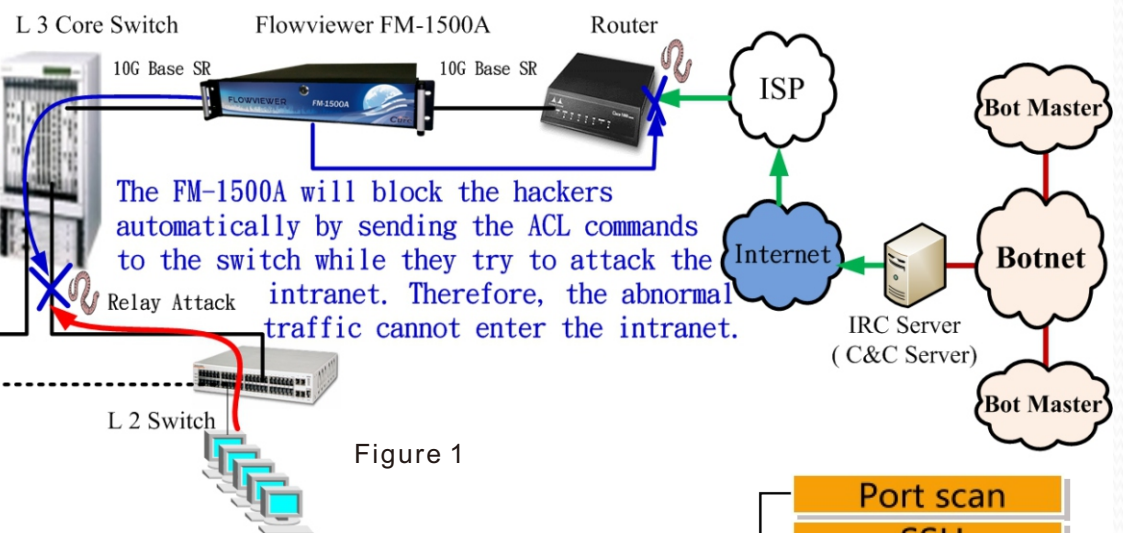 L 3 Core Switch
Flowviewer FM-1500A
Router
10G Base SR
10G Base SR
FLOWVIEWER
FM-1500A
ISP
Bot Master
The FM-1500A will block the hackers
automatically by sending the ACL commands
to the switch while they try to attack the
intranet. Therefore, the abnormal
traffic cannot enter the intranet.
Internet
Botnet
Relay Attack
IRC Server
( C&C Server)
Bot Master
L 2 Switch
Figure 1
Port scan